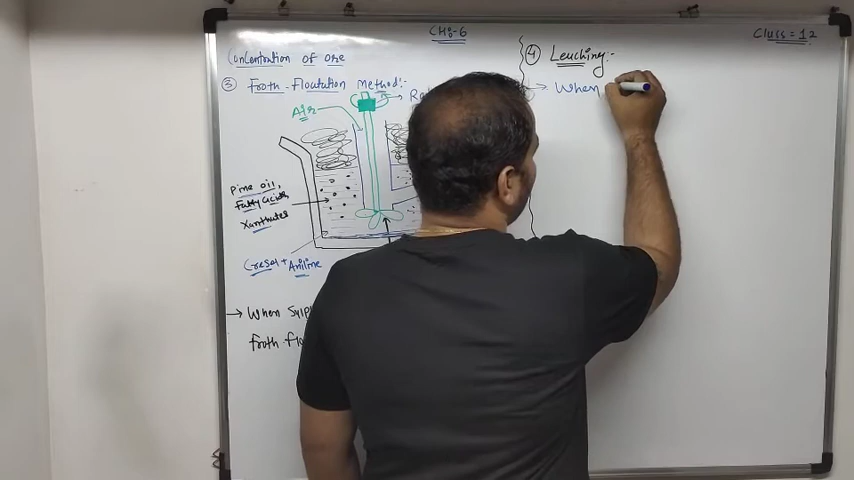 CH:-6
Class = 12
Concentration of ore
③ Froth-Floatation method:-
Air
Pine oil,
Fatty acids,
Xanthates
Cresol + Aniline
→ When
④ Leaching:-
→ When